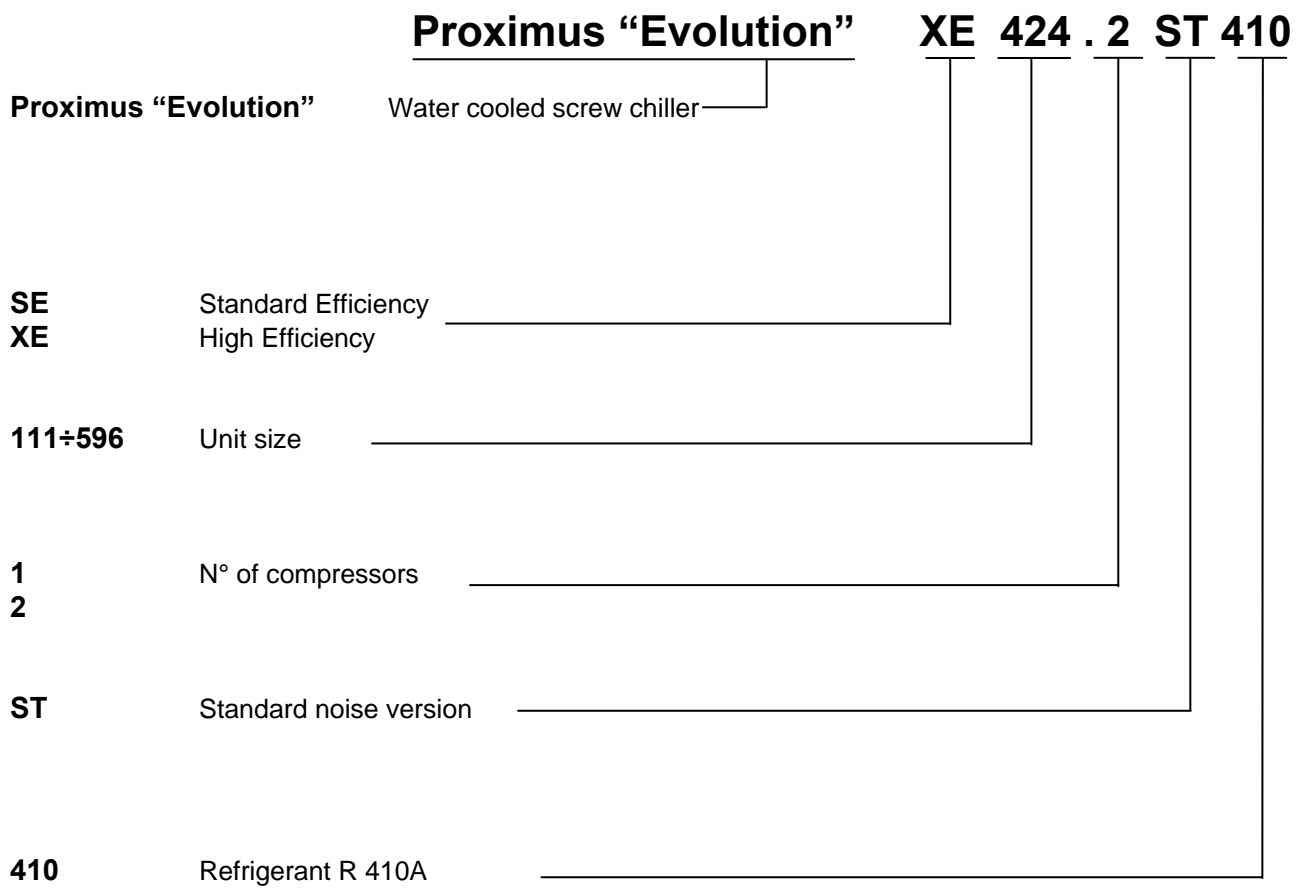 Proximus “Evolution” XE 424 . 2 ST 410
Proximus “Evolution” Water cooled screw chiller
SE Standard Efficiency
XE High Efficiency
111÷596 Unit size
1 N° of compressors
2
ST Standard noise version
410 Refrigerant R 410A